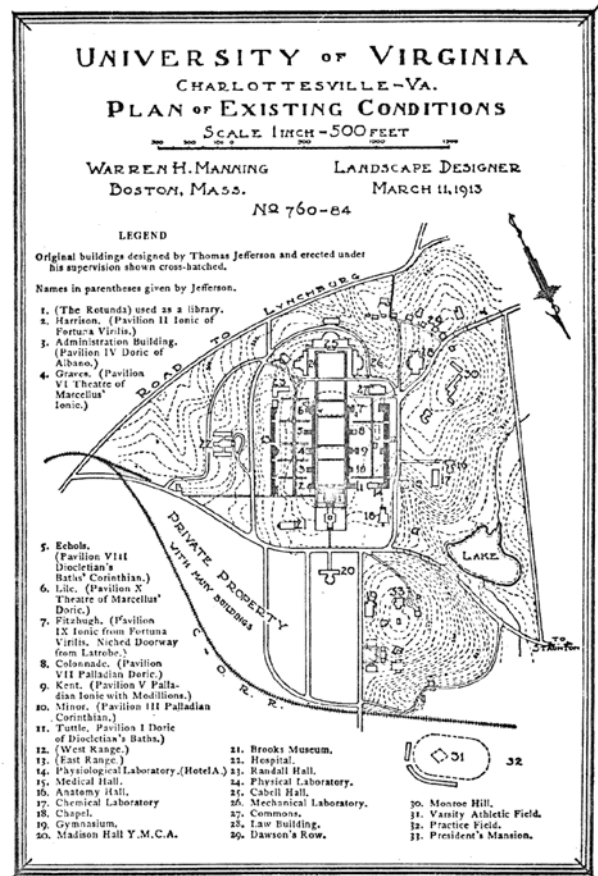 UNIVERSITY OF VIRGINIA
CHARLOTTESVILLE-VA.
PLAN OF EXISTING CONDITIONS
SCALE 1 INCH - 500 FEET
WARREN H. MANNING LANDSCAPE DESIGNER
BOSTON, MASS. MARCH 11, 1913
No 760-84
LEGEND
Original buildings designed by Thomas Jefferson and erected under
his supervision shown cross-hatched.
Names in parentheses given by Jefferson.
1. (The Rotunda) used as a library.
2. Harrison. (Pavilion II Ionic of
Fortuna Virilis.)
3. Administration Building.
(Pavilion IV Doric of
Albano.)
4. Graves. (Pavilion
VI Theatre of
Marcellus'
Ionic.)
ROAD TO LYNCHBURG
5. Echols.
(Pavilion VIII
Diocletian's
Baths' Corinthian.)
6. Lile. (Pavilion X
Theatre of Marcellus'
Doric.)
7. Fitzhugh. (Pavilion
IX Ionic from Fortuna
Virilis. Niched Doorway
from Latrobe.)
8. Colonnade. (Pavilion
VII Palladian Doric.)
9. Kent. (Pavilion V Palla-
dian Ionic with Modillions.)
10. Minor. (Pavilion III Palladian
Corinthian.)
11. Tuttle. Pavilion I Doric
of Diocletian's Baths.)
12. (West Range.)
13. (East Range.)
14. Physiological Laboratory. (Hotel A.)
15. Medical Hall.
16. Anatomy Hall.
17. Chemical Laboratory
18. Chapel.
19. Gymnasium.
20. Madison Hall Y.M.C.A.
PRIVATE PROPERTY
WITH MANY BUILDINGS
C. & O. R. R.
LAKE
TO
STAUNTON
20
33
31
32
21. Brooks Museum.
22. Hospital.
23. Randall Hall.
24. Physical Laboratory.
25. Cabell Hall.
26. Mechanical Laboratory.
27. Commons.
28. Law Building.
29. Dawson's Row.
30. Monroe Hill.
31. Varsity Athletic Field.
32. Practice Field.
33. President's Mansion.